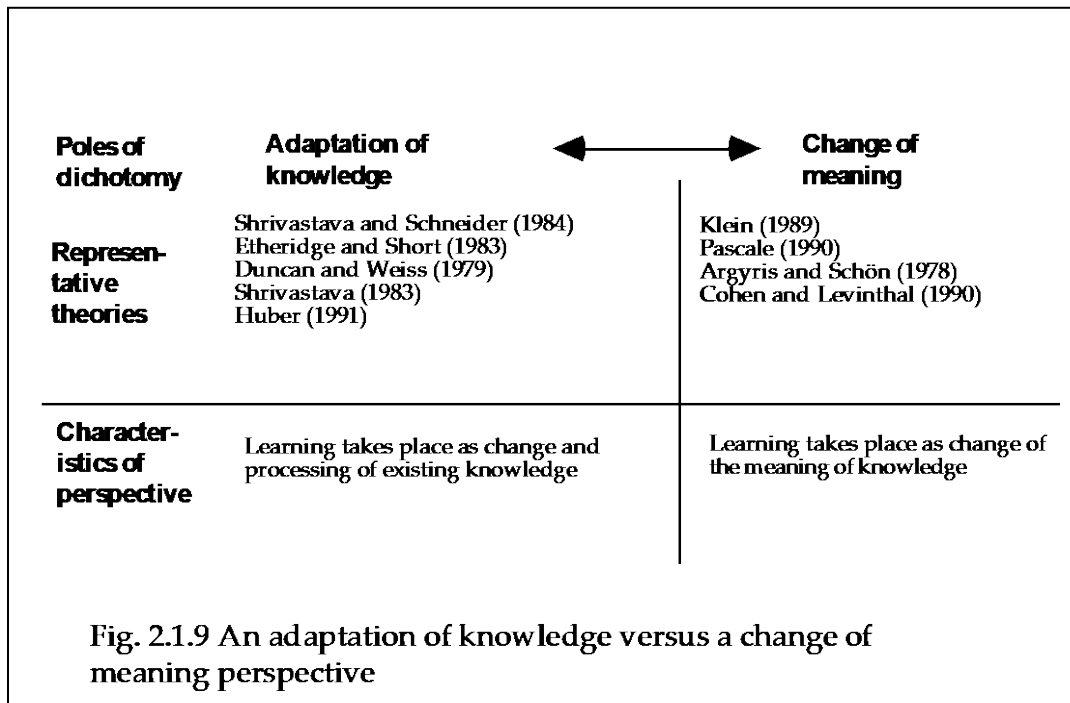 Poles of
dichotomy
Adaptation of
knowledge
Change of
meaning
Represen-
tative
theories
Shrivastava and Schneider (1984)
Etheridge and Short (1983)
Duncan and Weiss (1979)
Shrivastava (1983)
Huber (1991)
Klein (1989)
Pascale (1990)
Argyris and Schön (1978)
Cohen and Levinthal (1990)
Character-
istics of
perspective
Learning takes place as change and
processing of existing knowledge
Learning takes place as change of
the meaning of knowledge
Fig. 2.1.9 An adaptation of knowledge versus a change of
meaning perspective